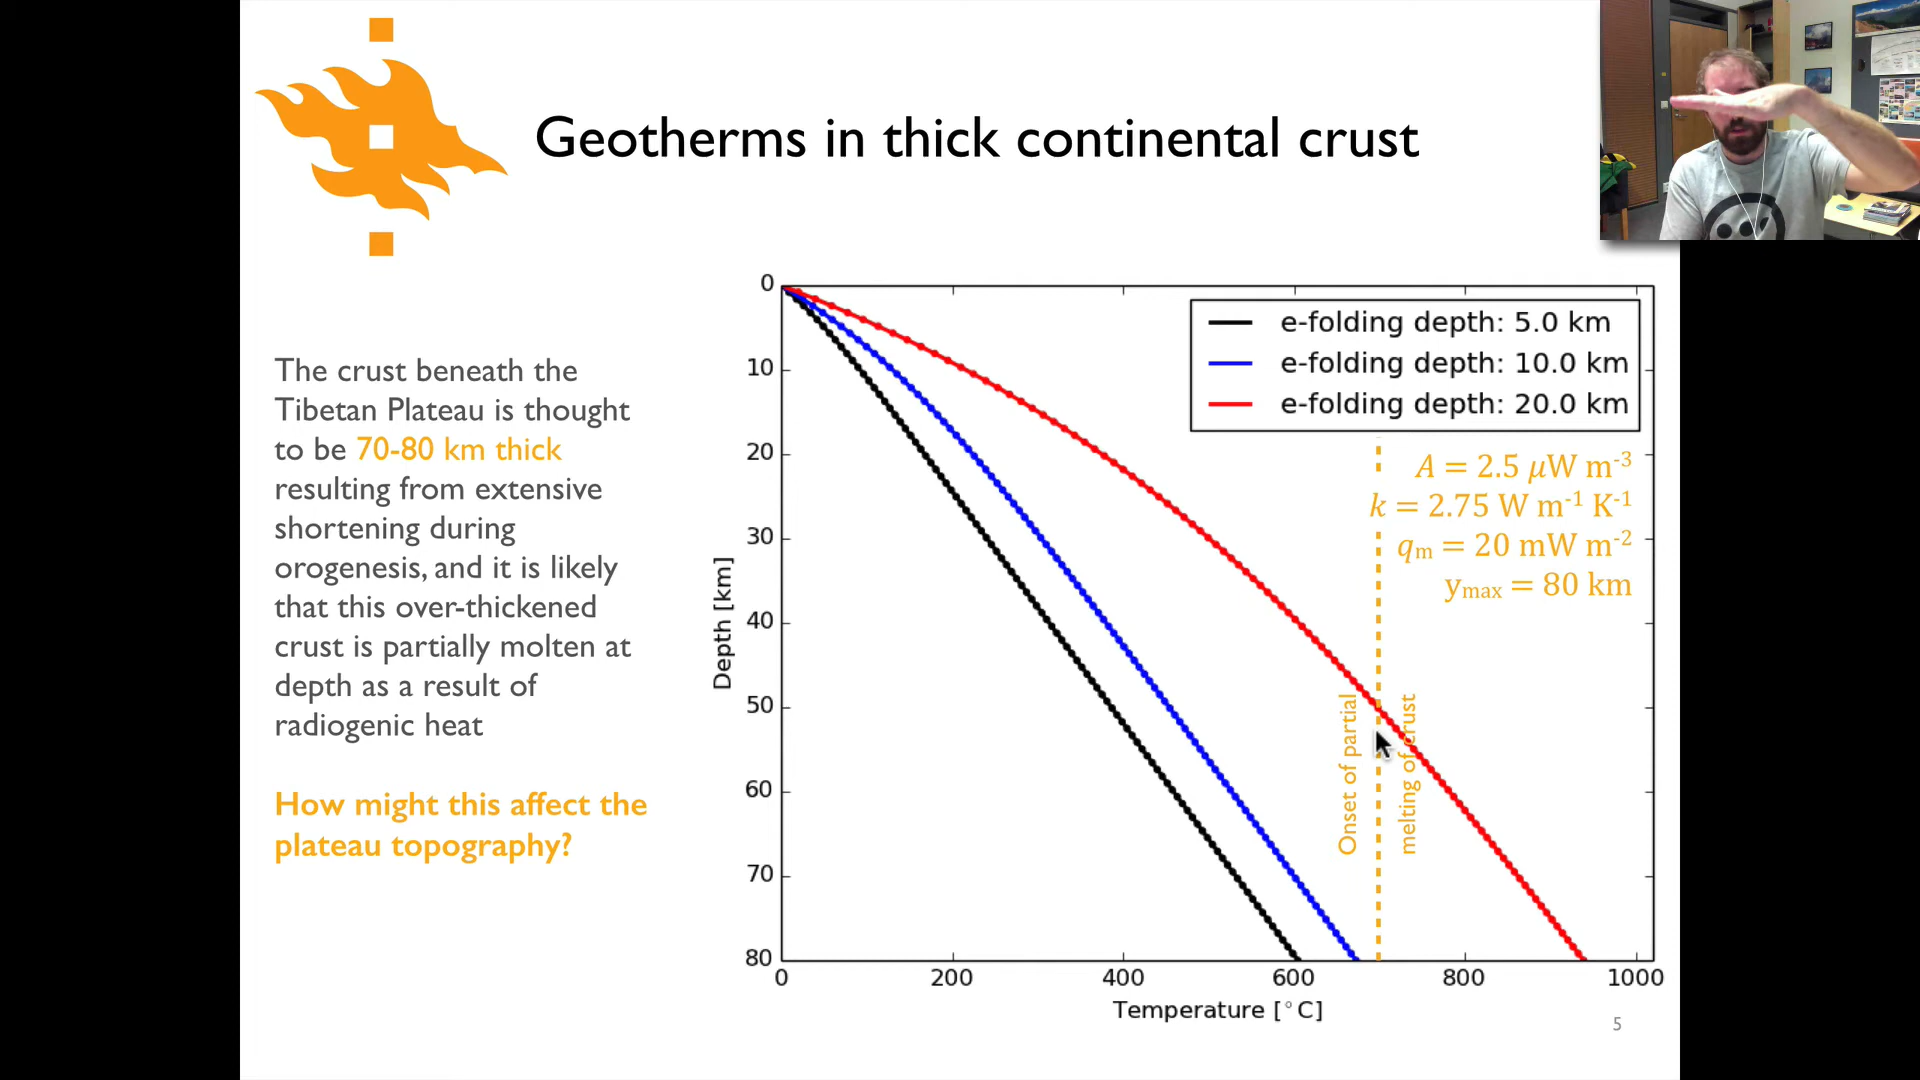 Geotherms in thick continental crust
The crust beneath the
Tibetan Plateau is thought
to be 70-80 km thick
resulting from extensive
shortening during
orogenesis, and it is likely
that this over-thickened
crust is partially molten at
depth as a result of
radiogenic heat
How might this affect the
plateau topography?
e-folding depth: 5.0 km
e-folding depth: 10.0 km
e-folding depth: 20.0 km
A = 2.5 μW m⁻³
k = 2.75 W m⁻¹ K⁻¹
qₘ = 20 mW m⁻²
yₘₐₓ = 80 km
Onset of partial
melting of crust
Depth [km]
0
10
20
30
40
50
60
70
80
0 200 400 600 800 1000
Temperature [°C]
5